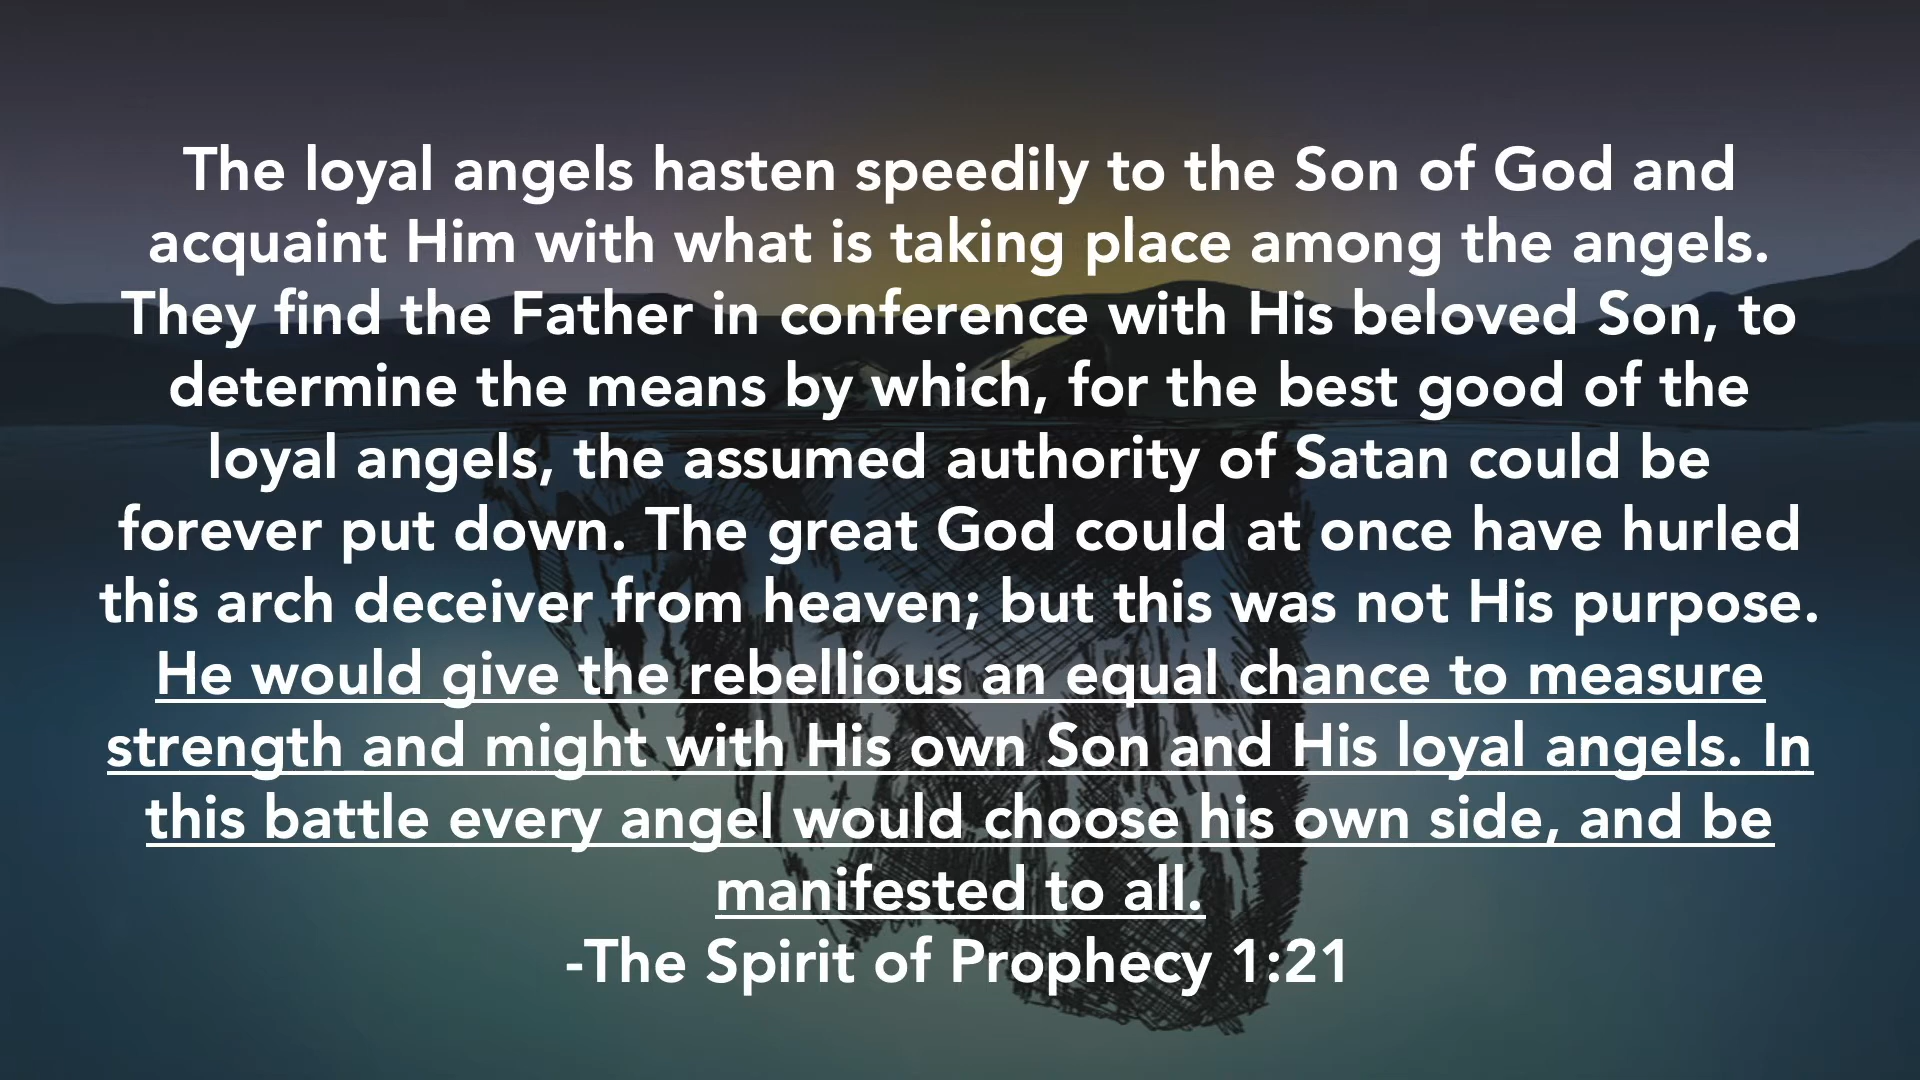 The loyal angels hasten speedily to the Son of God and
acquaint Him with what is taking place among the angels.
They find the Father in conference with His beloved Son, to
determine the means by which, for the best good of the
loyal angels, the assumed authority of Satan could be
forever put down. The great God could at once have hurled
this arch deceiver from heaven; but this was not His purpose.
He would give the rebellious an equal chance to measure
strength and might with His own Son and His loyal angels. In
this battle every angel would choose his own side, and be
manifested to all.
-The Spirit of Prophecy 1:21